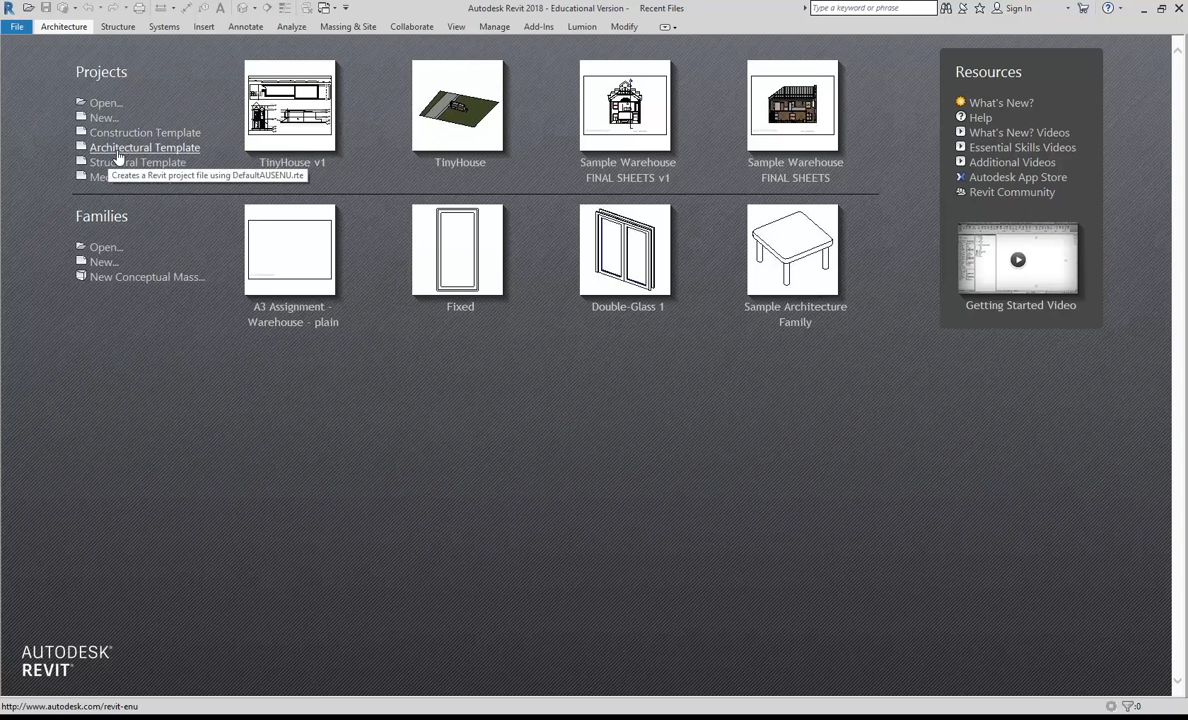 Autodesk Revit 2018 - Educational Version - Recent Files
Type a keyword or phrase
Sign In
File Architecture Structure Systems Insert Annotate Analyze Massing & Site Collaborate View Manage Add-Ins Lumion Modify
Projects
Open...
New...
Construction Template
Architectural Template
Structural Template
Me
Creates a Revit project file using DefaultAUSENU.rte
TinyHouse v1
TinyHouse
Sample Warehouse
FINAL SHEETS v1
Sample Warehouse
FINAL SHEETS
Families
Open...
New...
New Conceptual Mass...
A3 Assignment -
Warehouse - plain
Fixed
Double-Glass 1
Sample Architecture
Family
Resources
What's New?
Help
What's New? Videos
Essential Skills Videos
Additional Videos
Autodesk App Store
Revit Community
Getting Started Video
AUTODESK®
REVIT®
http://www.autodesk.com/revit-enu
:0